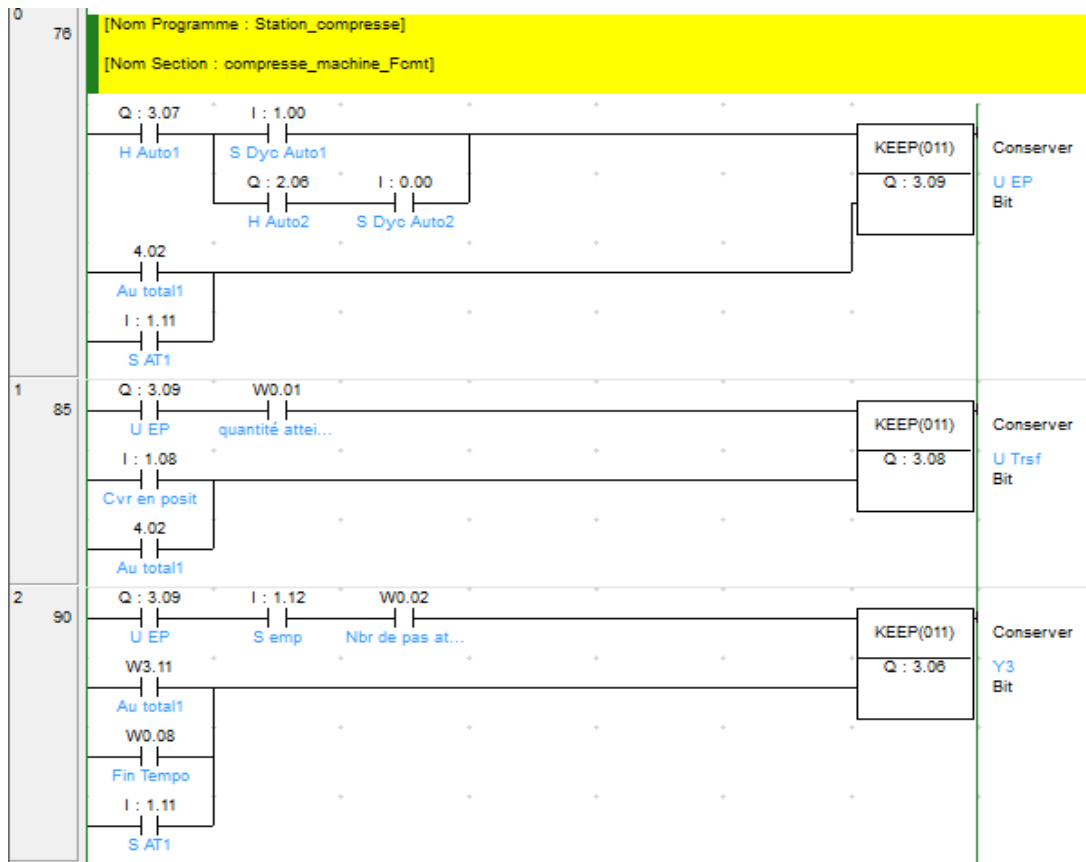 0
76
[Nom Programme : Station_compresse]
[Nom Section : compresse_machine_Fcmt]
Q : 3.07 I : 1.00
H Auto1 S Dyc Auto1
KEEP(011) Conserver
Q : 2.06 I : 0.00
Q : 3.09 U EP
Bit
H Auto2 S Dyc Auto2
4.02
Au total1
I : 1.11
S AT1
1
85
Q : 3.09 W0.01
U EP quantité attei...
KEEP(011) Conserver
I : 1.08
Q : 3.08 U Trsf
Bit
Cvr en posit
4.02
Au total1
2
90
Q : 3.09 I : 1.12 W0.02
U EP S emp Nbr de pas at...
KEEP(011) Conserver
W3.11
Q : 3.06 Y3
Bit
Au total1
W0.08
Fin Tempo
I : 1.11
S AT1